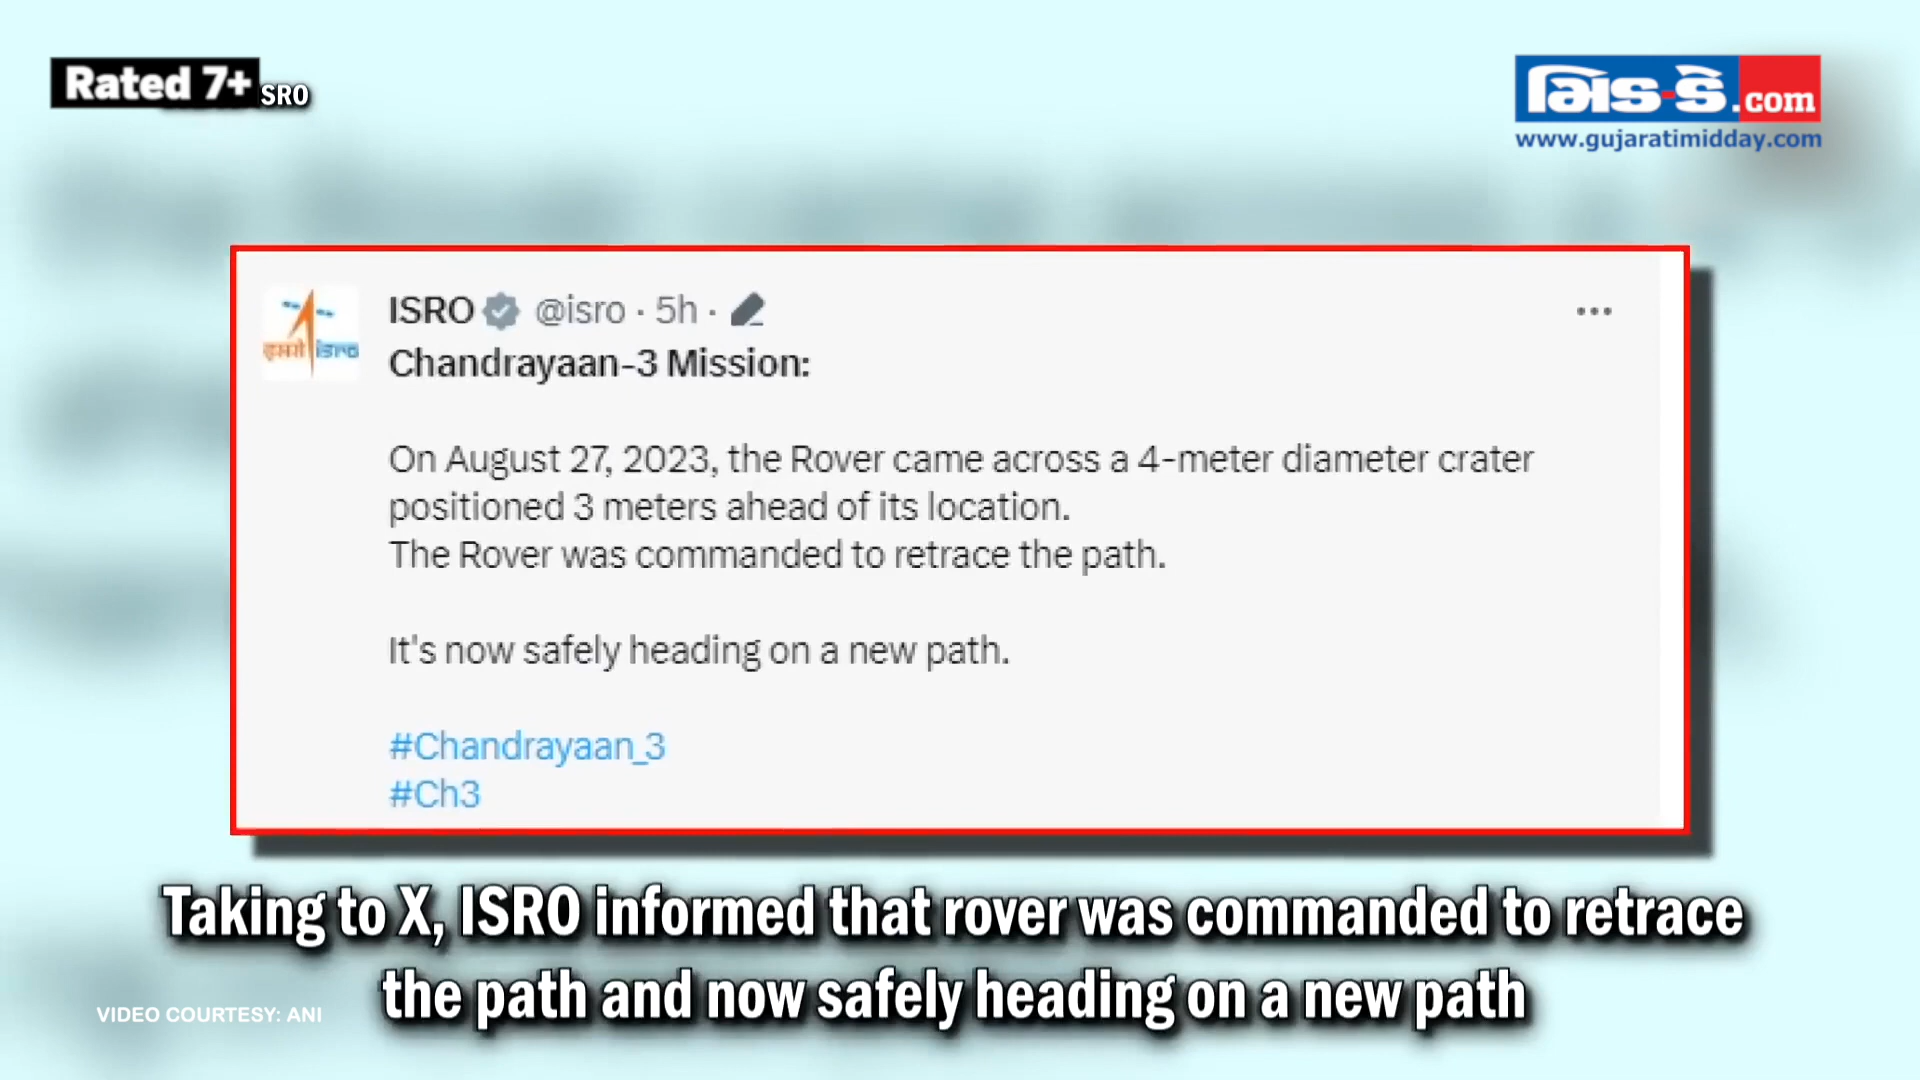 Rated 7+
SRO
મિડ-ડે.com
www.gujaratimidday.com
ISRO @isro · 5h ·
इसरो isro
Chandrayaan-3 Mission:
On August 27, 2023, the Rover came across a 4-meter diameter crater
positioned 3 meters ahead of its location.
The Rover was commanded to retrace the path.
It's now safely heading on a new path.
#Chandrayaan_3
#Ch3
Taking to X, ISRO informed that rover was commanded to retrace
the path and now safely heading on a new path
VIDEO COURTESY: ANI